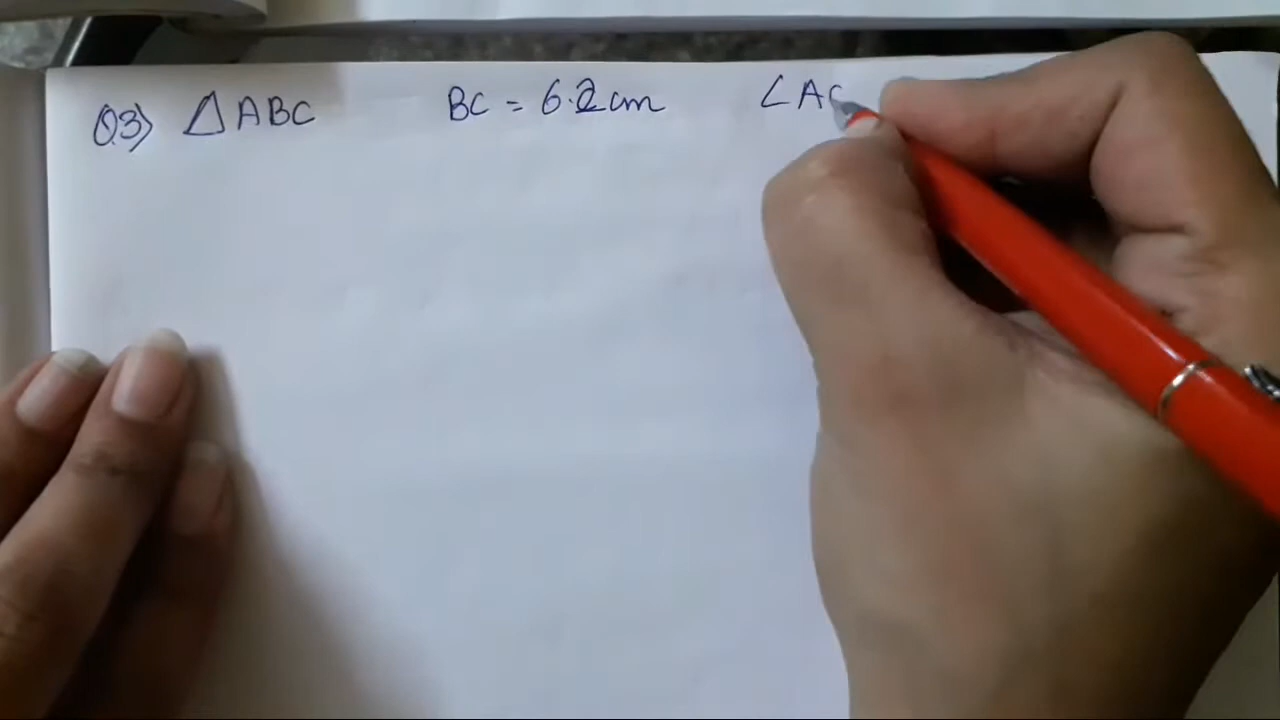 Q3) △ABC BC = 6.2cm ∠AC